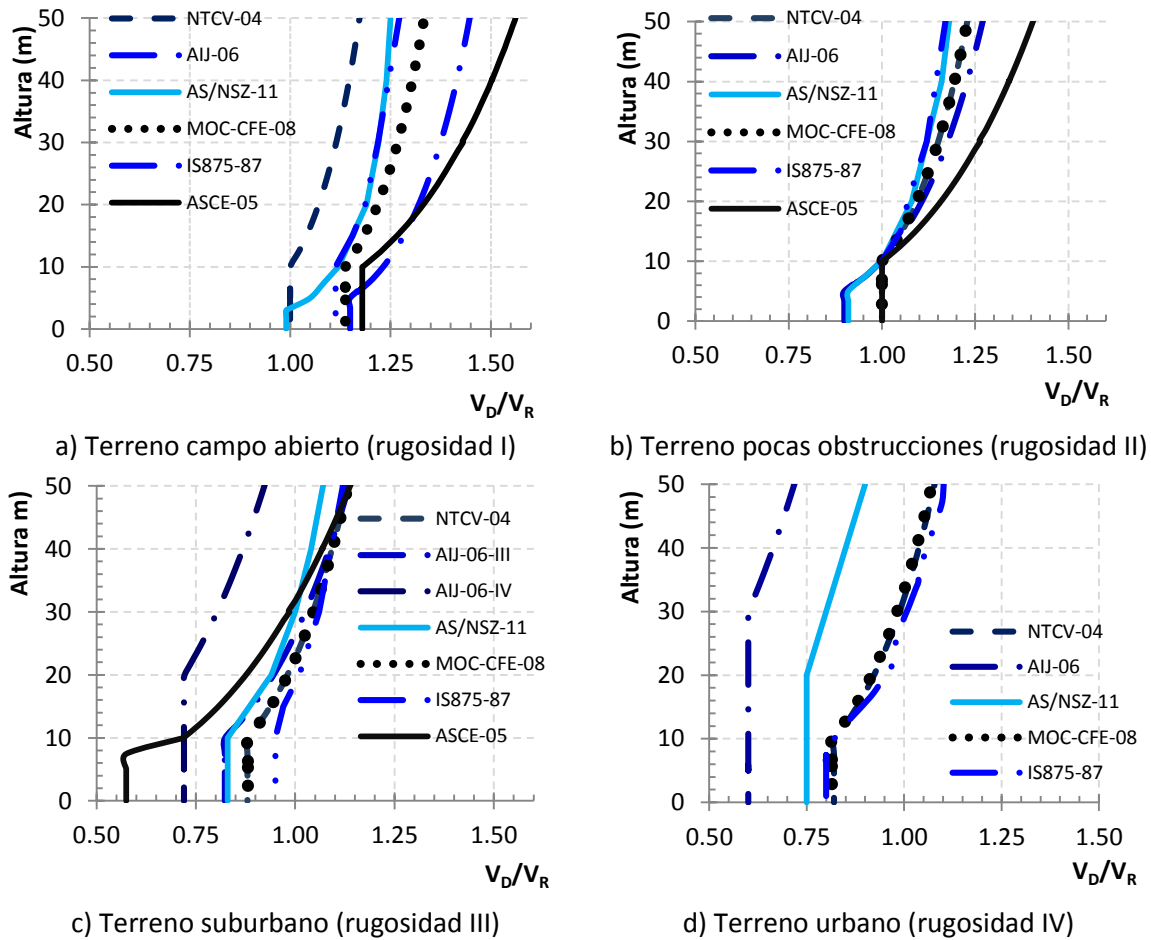 Altura (m)
50
40
30
20
10
0
NTCV-04
AIJ-06
AS/NSZ-11
MOC-CFE-08
IS875-87
ASCE-05
0.50 0.75 1.00 1.25 1.50
V_D/V_R
a) Terreno campo abierto (rugosidad I)
Altura (m)
50
40
30
20
10
0
NTCV-04
AIJ-06
AS/NSZ-11
MOC-CFE-08
IS875-87
ASCE-05
0.50 0.75 1.00 1.25 1.50
V_D/V_R
b) Terreno pocas obstrucciones (rugosidad II)
Altura m)
50
40
30
20
10
0
NTCV-04
AIJ-06-III
AIJ-06-IV
AS/NSZ-11
MOC-CFE-08
IS875-87
ASCE-05
0.50 0.75 1.00 1.25 1.50
V_D/V_R
c) Terreno suburbano (rugosidad III)
Altura (m)
50
40
30
20
10
0
NTCV-04
AIJ-06
AS/NSZ-11
MOC-CFE-08
IS875-87
0.50 0.75 1.00 1.25 1.50
V_D/V_R
d) Terreno urbano (rugosidad IV)